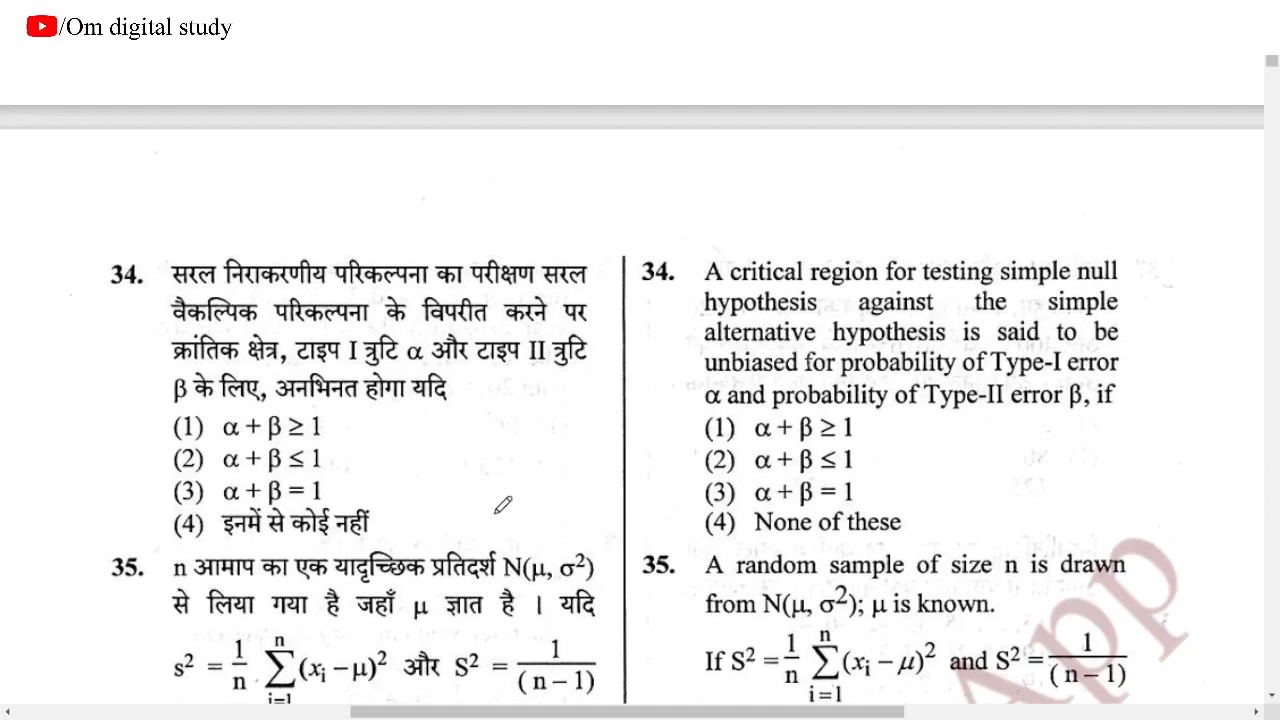 /Om digital study
34. सरल निराकरणीय परिकल्पना का परीक्षण सरल
वैकल्पिक परिकल्पना के विपरीत करने पर
क्रांतिक क्षेत्र, टाइप I त्रुटि α और टाइप II त्रुटि
β के लिए, अनभिनत होगा यदि
(1) α + β ≥ 1
(2) α + β ≤ 1
(3) α + β = 1
(4) इनमें से कोई नहीं
35. n आमाप का एक यादृच्छिक प्रतिदर्श N(μ, σ²)
से लिया गया है जहाँ μ ज्ञात है । यदि
s² = 1/n n∑i=1 (xi – μ)² और S² = 1/(n – 1)
34. A critical region for testing simple null
hypothesis against the simple
alternative hypothesis is said to be
unbiased for probability of Type-I error
α and probability of Type-II error β, if
(1) α + β ≥ 1
(2) α + β ≤ 1
(3) α + β = 1
(4) None of these
35. A random sample of size n is drawn
from N(μ, σ²); μ is known.
If S² = 1/n n∑i=1 (xi – μ)² and S² = 1/(n – 1)
App